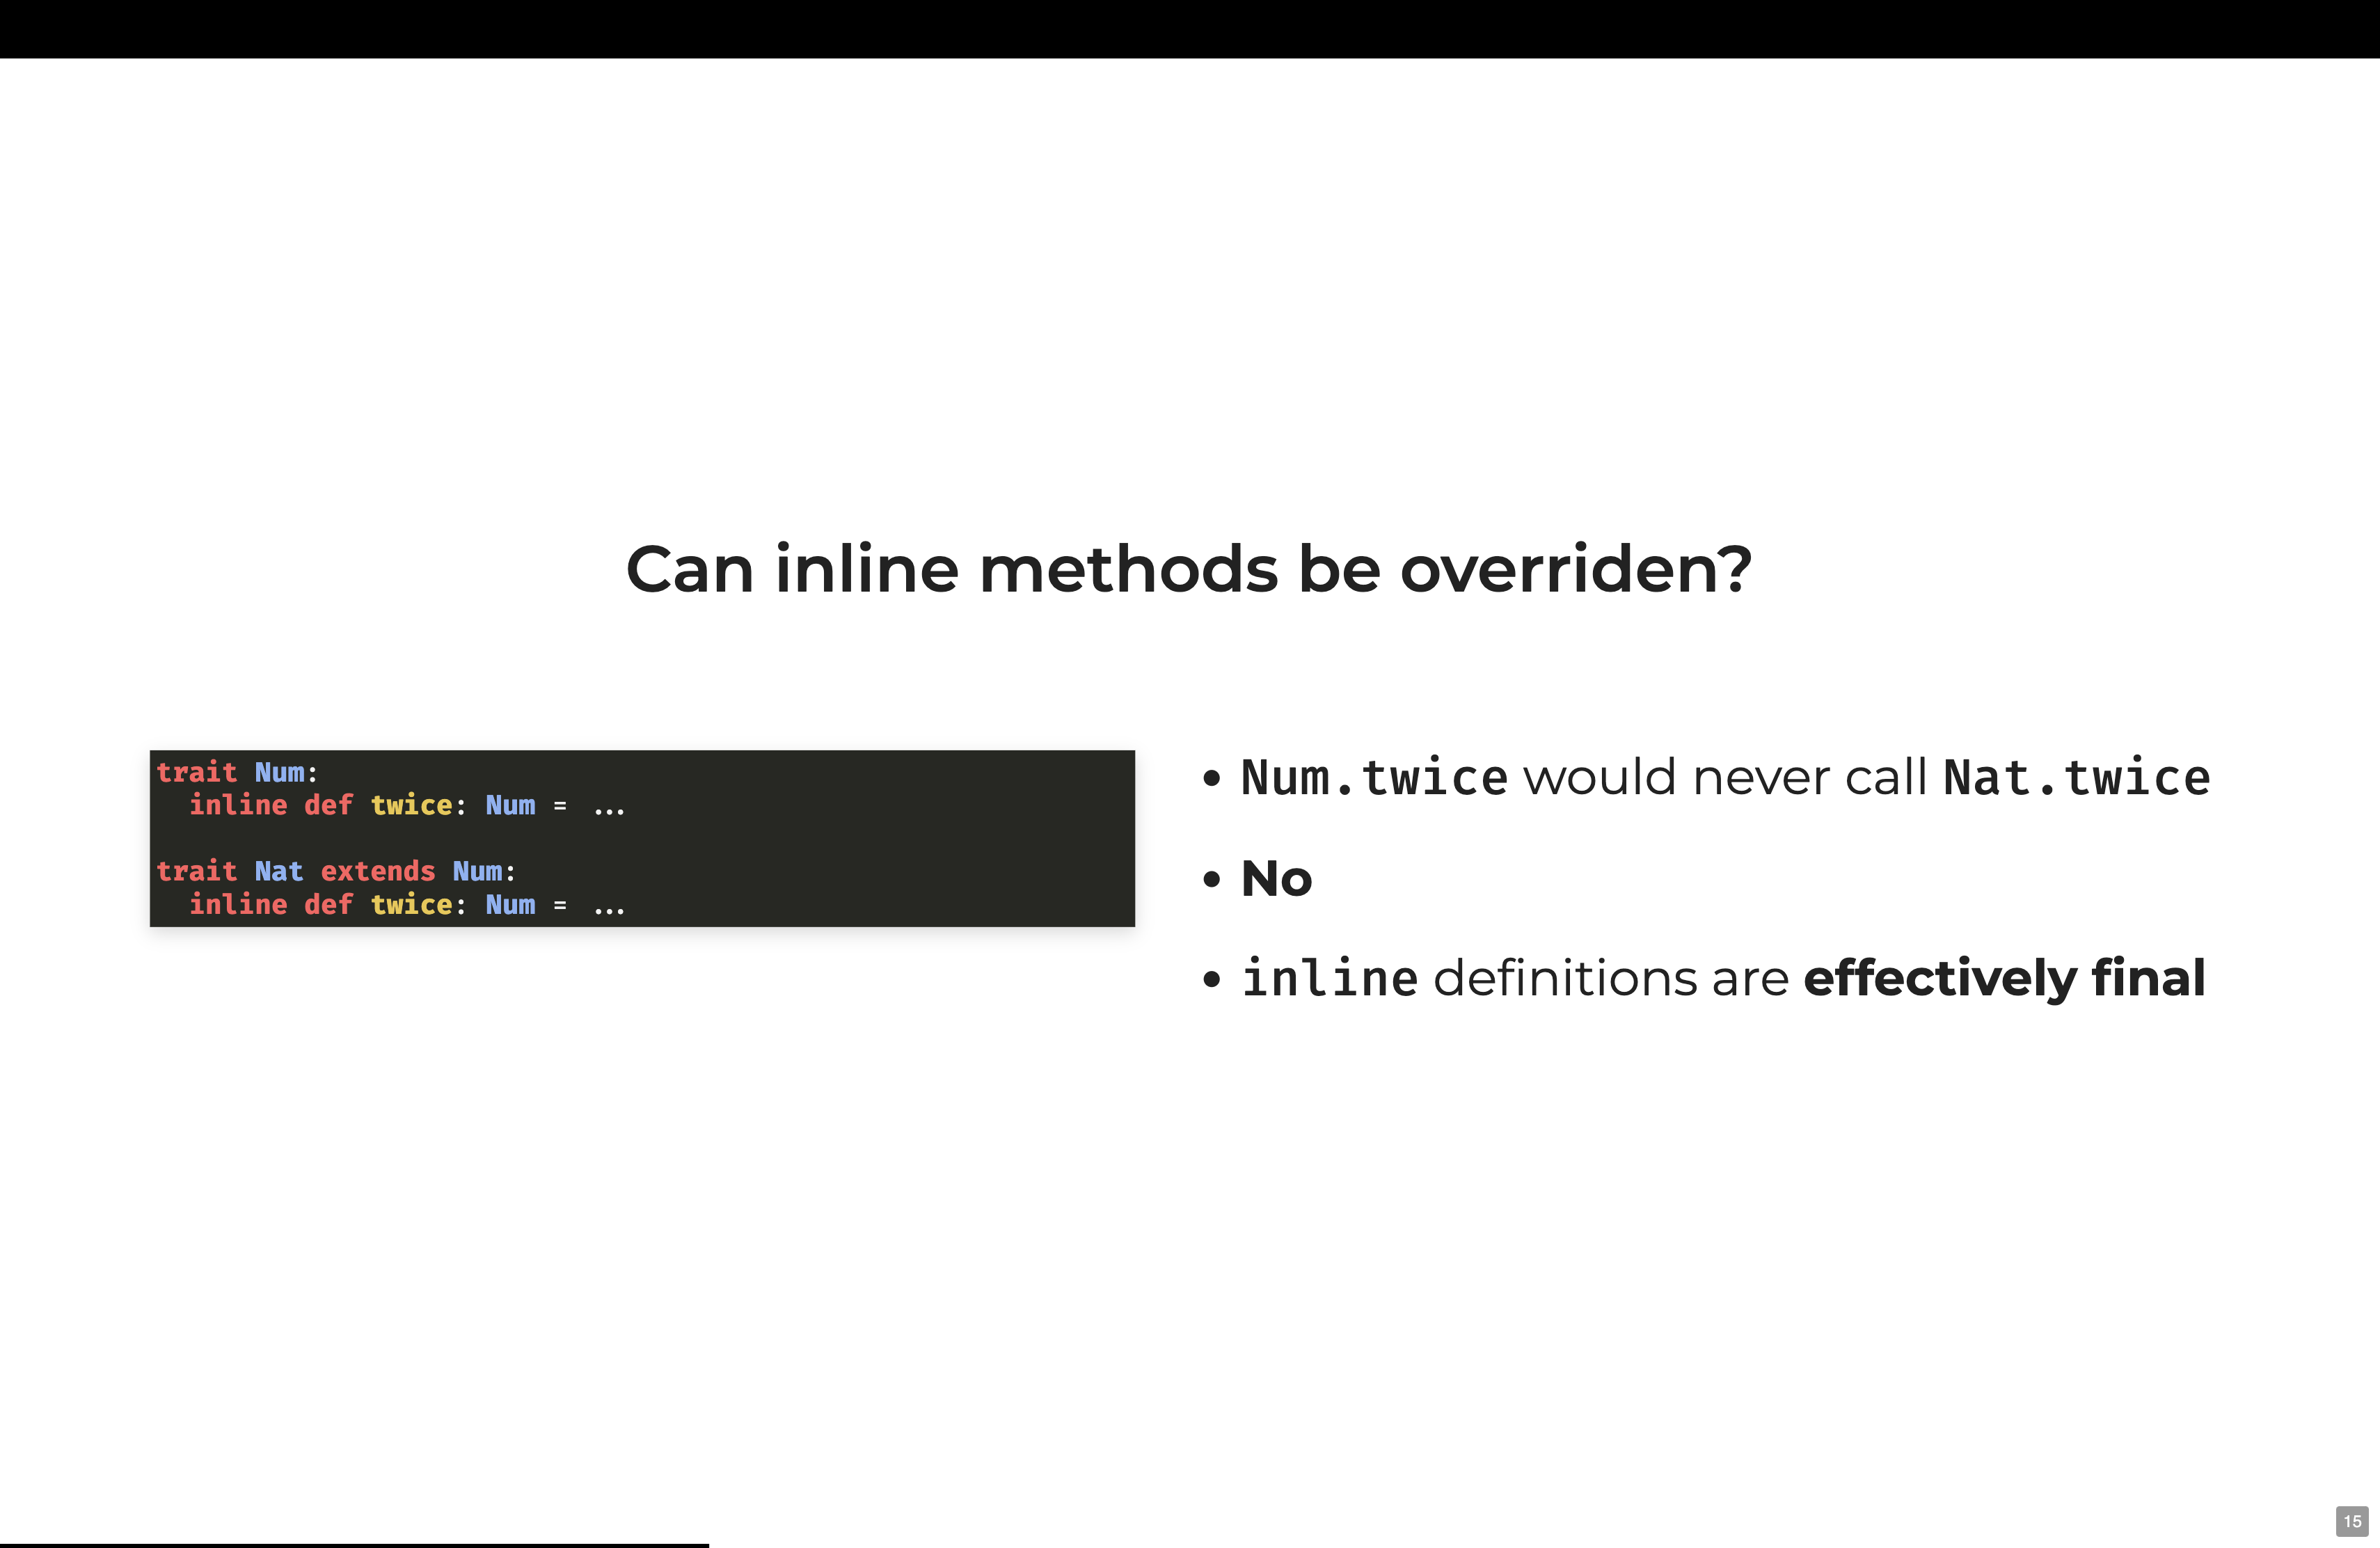 Can inline methods be overriden?
trait Num:
  inline def twice: Num = ...

trait Nat extends Num:
  inline def twice: Num = ...
• Num.twice would never call Nat.twice
• No
• inline definitions are effectively final
15